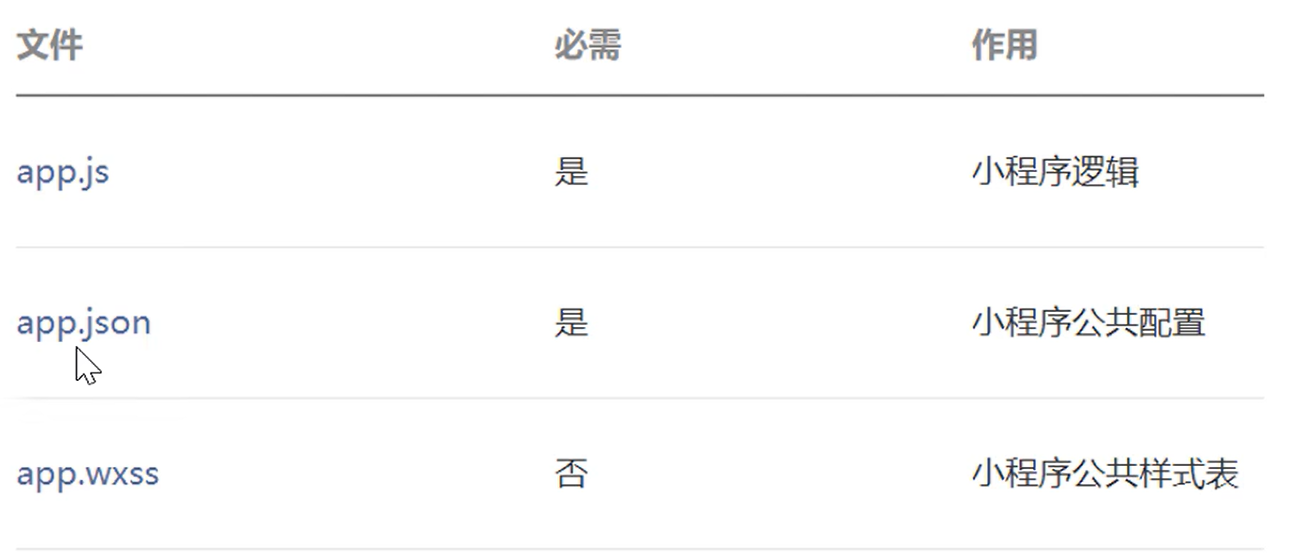 文件 必需 作用
app.js 是 小程序逻辑
app.json 是 小程序公共配置
app.wxss 否 小程序公共样式表